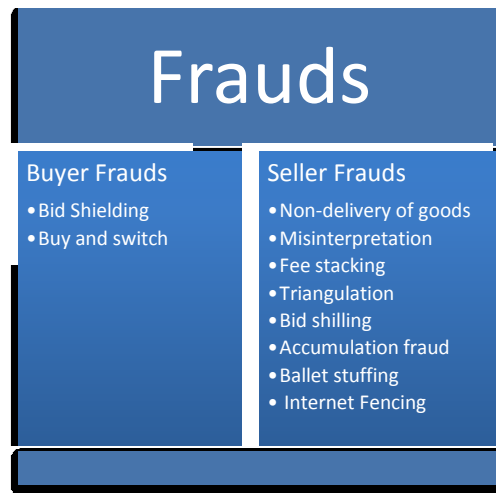 Frauds
Buyer Frauds
•Bid Shielding
•Buy and switch
Seller Frauds
•Non-delivery of goods
•Misinterpretation
•Fee stacking
•Triangulation
•Bid shilling
•Accumulation fraud
•Ballet stuffing
• Internet Fencing